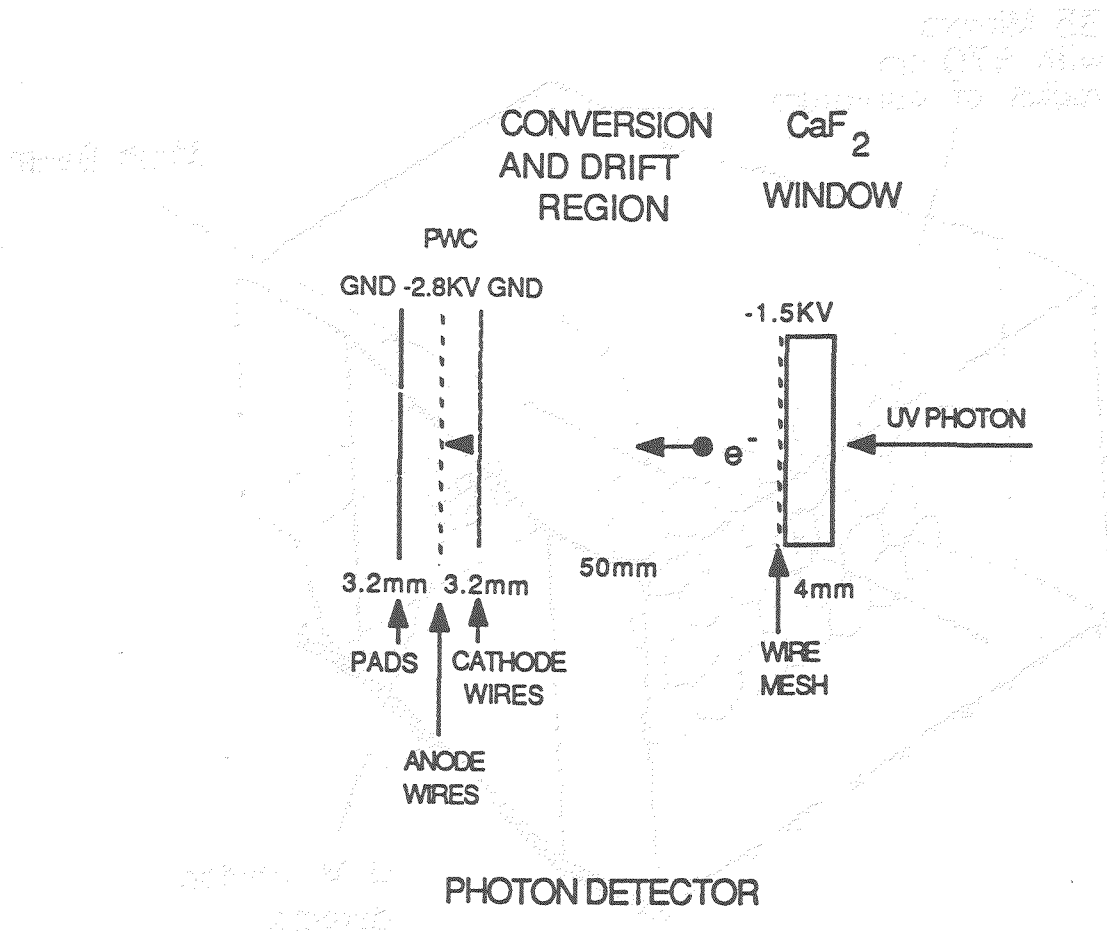 CONVERSION
AND DRIFT
REGION
CaF2
WINDOW
PWC
GND -2.8KV GND
-1.5KV
UV PHOTON
e-
50mm
3.2mm 3.2mm
4mm
PADS
CATHODE
WIRES
WIRE
MESH
ANODE
WIRES
PHOTON DETECTOR